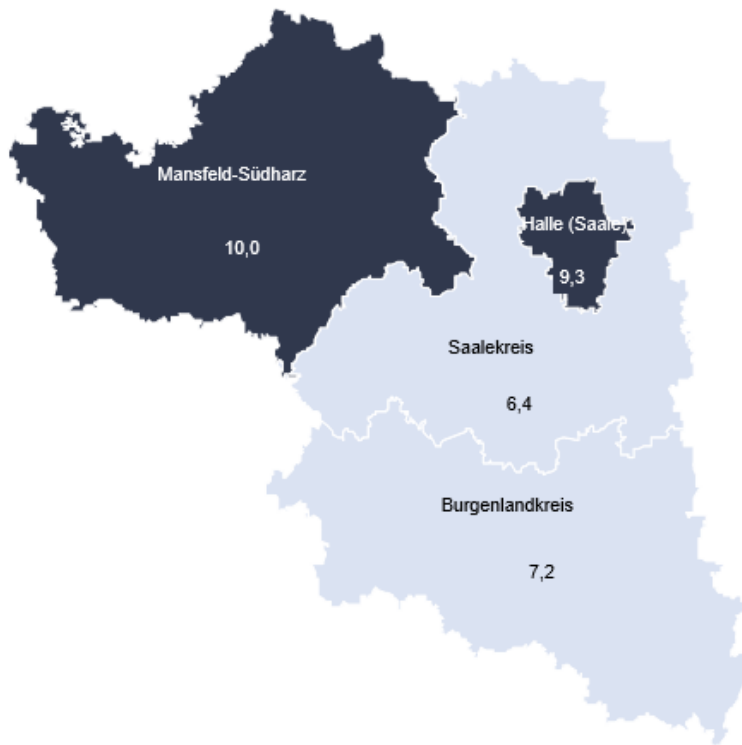 Mansfeld-Südharz
10,0
Halle (Saale)
9,3
Saalekreis
6,4
Burgenlandkreis
7,2